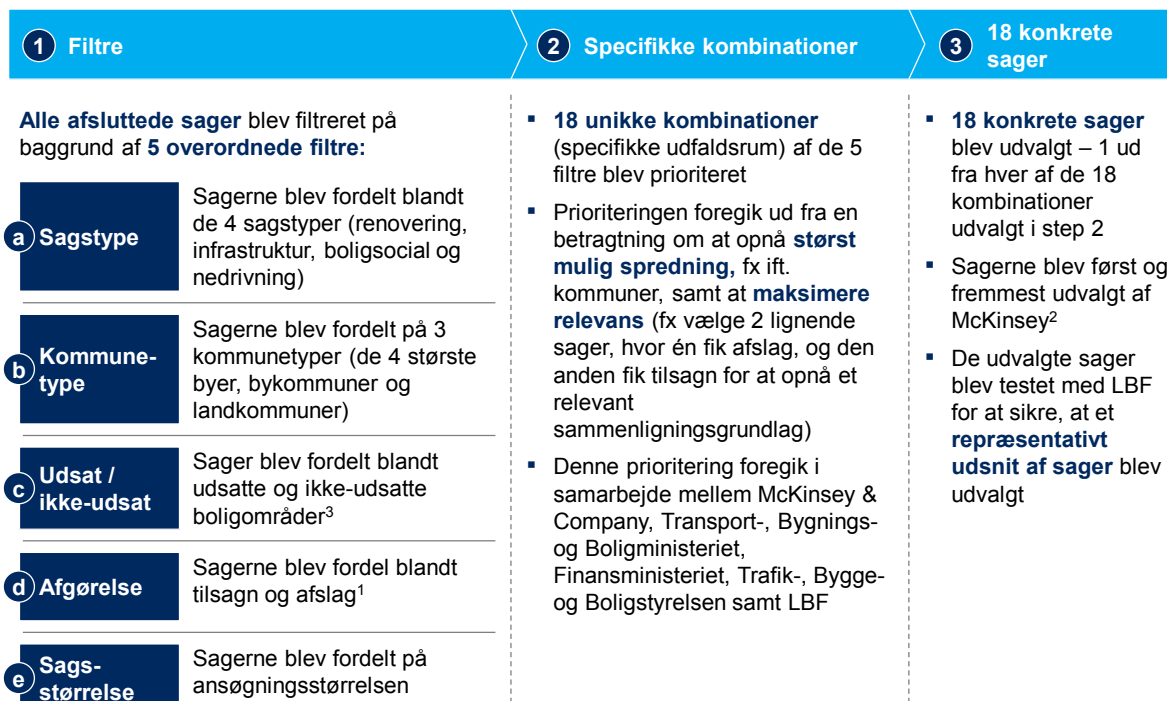 1 Filtre
2 Specifikke kombinationer
3 18 konkrete
sager
Alle afsluttede sager blev filtreret på
baggrund af 5 overordnede filtre:
a Sagstype
Sagerne blev fordelt blandt
de 4 sagstyper (renovering,
infrastruktur, boligsocial og
nedrivning)
b Kommune-
type
Sagerne blev fordelt på 3
kommunetyper (de 4 største
byer, bykommuner og
landkommuner)
c Udsat /
ikke-udsat
Sager blev fordelt blandt
udsatte og ikke-udsatte
boligområder³
d Afgørelse
Sagerne blev fordel blandt
tilsagn og afslag¹
e Sags-
størrelse
Sagerne blev fordelt på
ansøgningsstørrelsen
▪ 18 unikke kombinationer
(specifikke udfaldsrum) af de 5
filtre blev prioriteret
▪ Prioriteringen foregik ud fra en
betragtning om at opnå størst
mulig spredning, fx ift.
kommuner, samt at maksimere
relevans (fx vælge 2 lignende
sager, hvor én fik afslag, og den
anden fik tilsagn for at opnå et
relevant
sammenligningsgrundlag)
▪ Denne prioritering foregik i
samarbejde mellem McKinsey &
Company, Transport-, Bygnings-
og Boligministeriet,
Finansministeriet, Trafik-, Bygge-
og Boligstyrelsen samt LBF
▪ 18 konkrete sager
blev udvalgt – 1 ud
fra hver af de 18
kombinationer
udvalgt i step 2
▪ Sagerne blev først og
fremmest udvalgt af
McKinsey²
▪ De udvalgte sager
blev testet med LBF
for at sikre, at et
repræsentativt
udsnit af sager blev
udvalgt